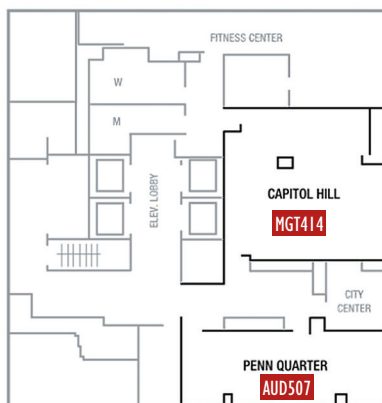 FITNESS CENTER
W
M
ELEV. LOBBY
CAPITOL HILL
MGT414
CITY
CENTER
PENN QUARTER
AUD507